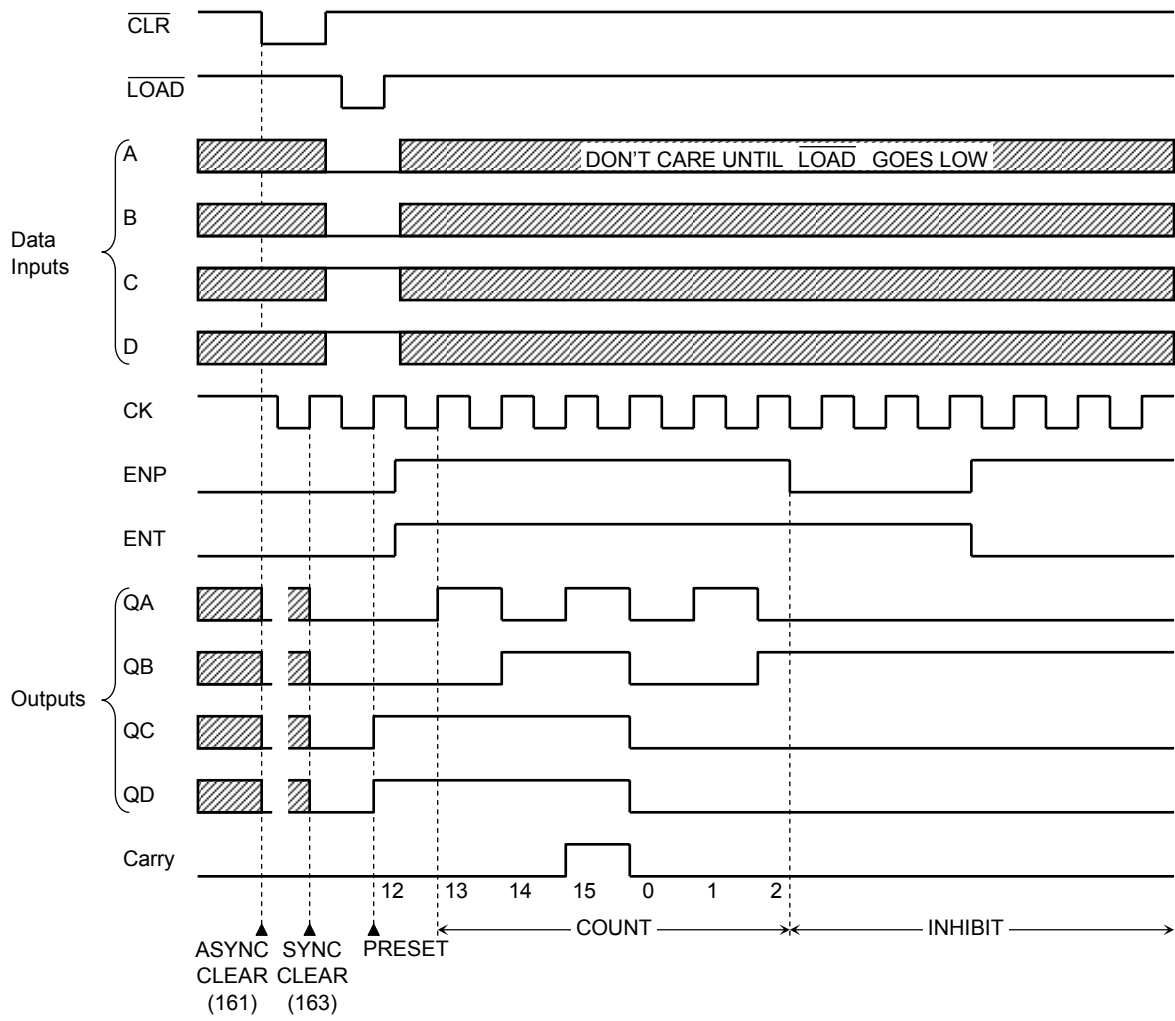 CLR
LOAD
A
DON'T CARE UNTIL LOAD GOES LOW
B
Data
Inputs
C
D
CK
ENP
ENT
QA
QB
Outputs
QC
QD
Carry
12 13 14 15 0 1 2
COUNT
INHIBIT
ASYNC
CLEAR
(161)
SYNC
CLEAR
(163)
PRESET